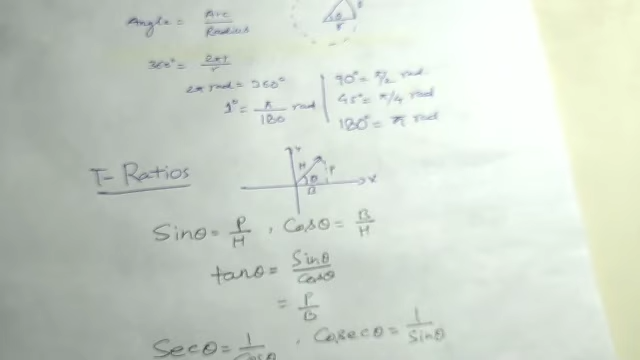 Angle = Arc/Radius
θ r
360° = 2πr/r
2π rad = 360°
1° = π/180 rad
90° = π/2 rad
45° = π/4 rad
180° = π rad
T-Ratios
Y H P θ B X
Sinθ = P/H , Cosθ = B/H
tanθ = Sinθ/Cosθ
= P/B
Secθ = 1/Cosθ , Cosecθ = 1/Sinθ